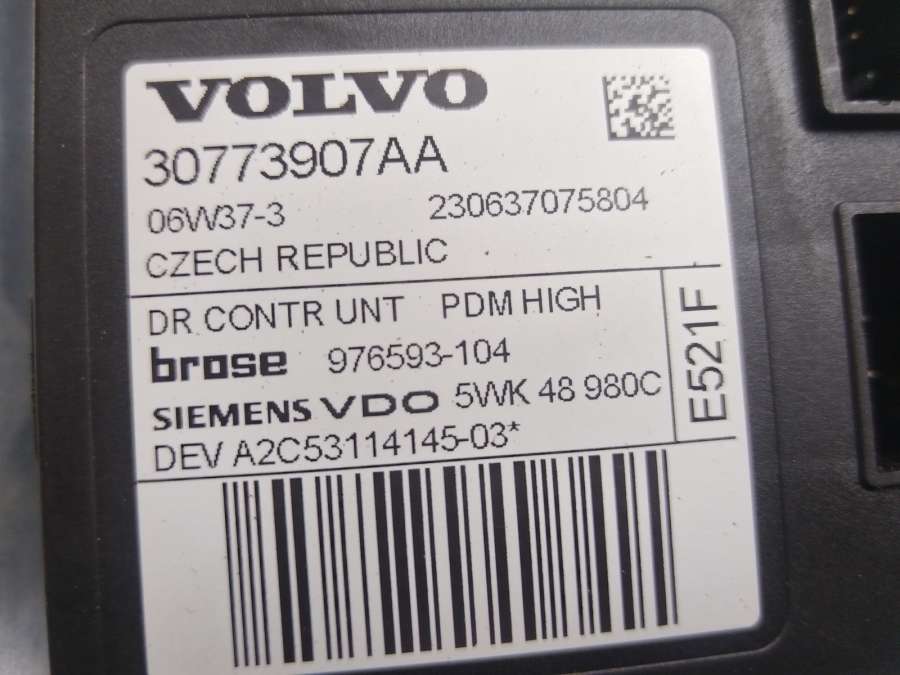 VOLVO
30773907AA
06W37-3 230637075804
CZECH REPUBLIC
DR CONTR UNT PDM HIGH
brose 976593-104
SIEMENS VDO 5WK 48 980C
DEV A2C53114145-03*
E521F